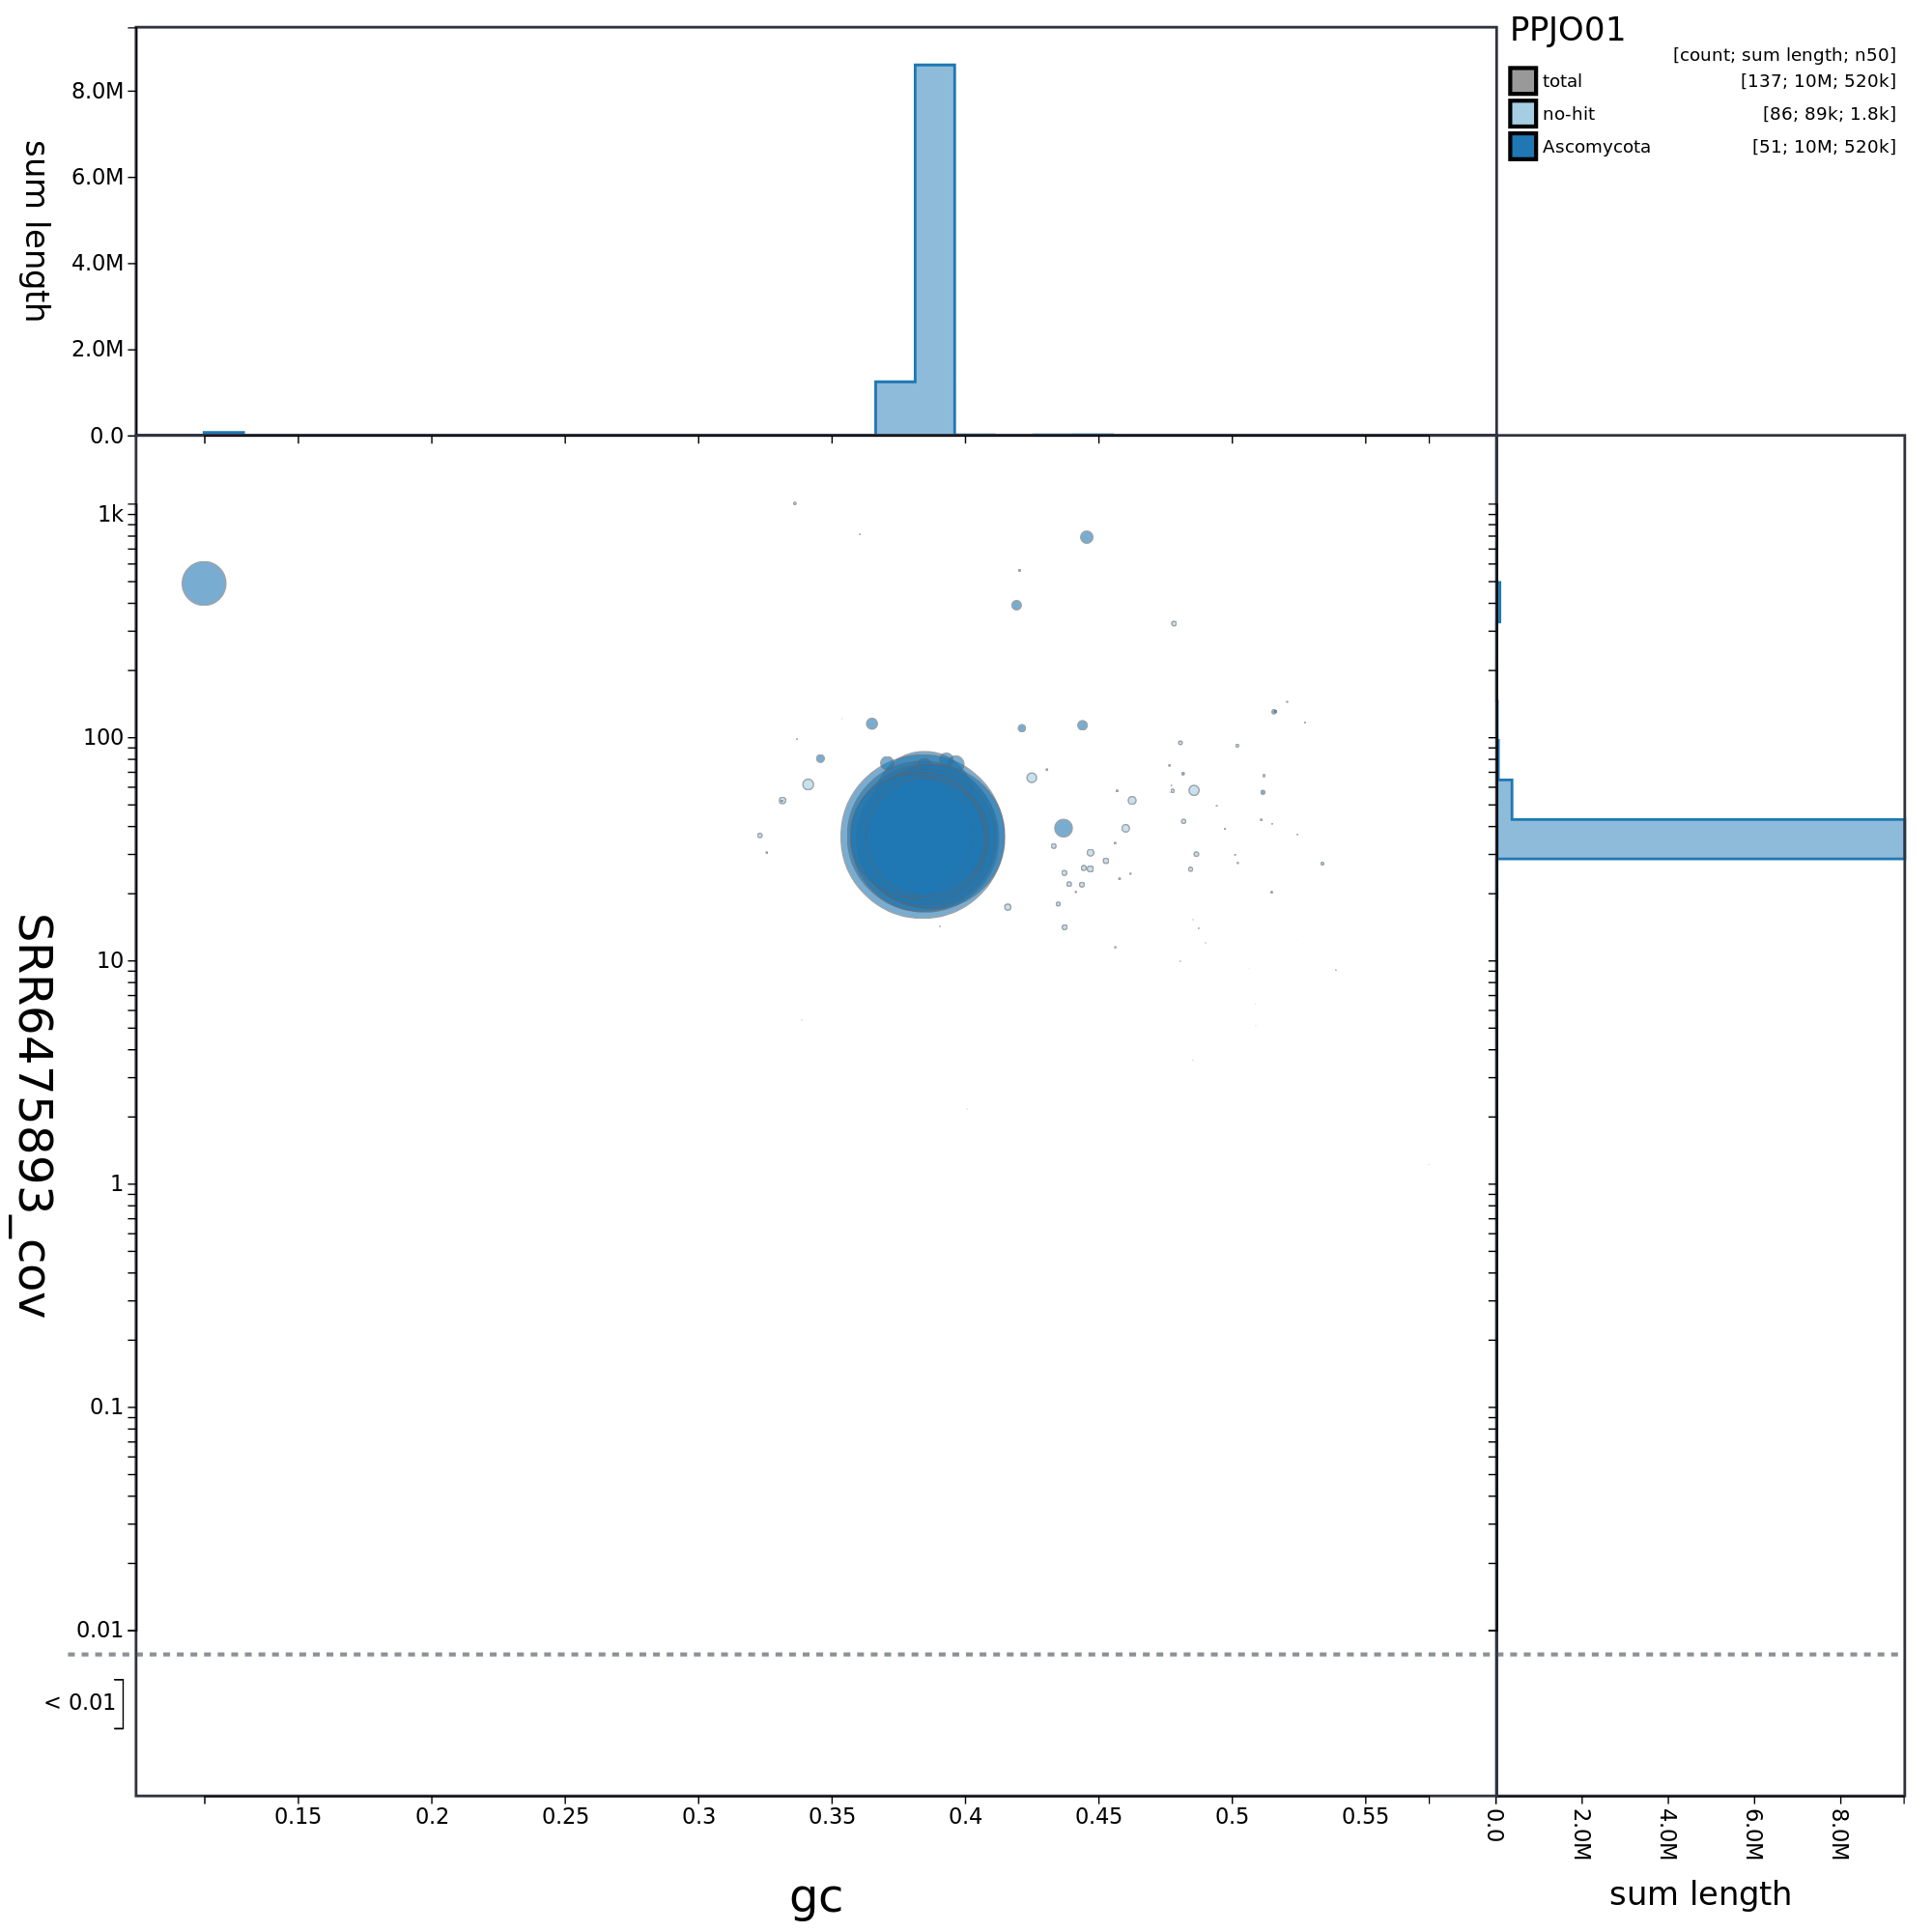 PPJO01
[count; sum length; n50]
total [137; 10M; 520k]
no-hit [86; 89k; 1.8k]
Ascomycota [51; 10M; 520k]
sum length
8.0M
6.0M
4.0M
2.0M
0.0
SRR6475893_cov
1k
100
10
1
0.1
0.01
< 0.01
0.15 0.2 0.25 0.3 0.35 0.4 0.45 0.5 0.55
gc
0.0 2.0M 4.0M 6.0M 8.0M
sum length